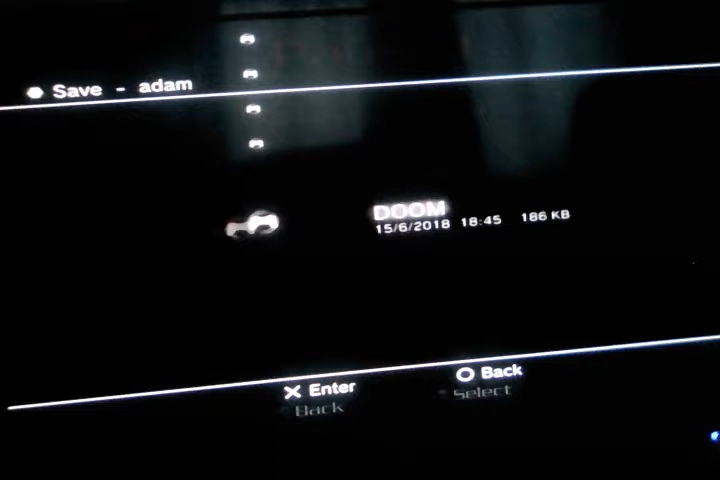 Save - adam
DOOM
15/6/2018 18:45 186 KB
Enter
Back
Back
Select